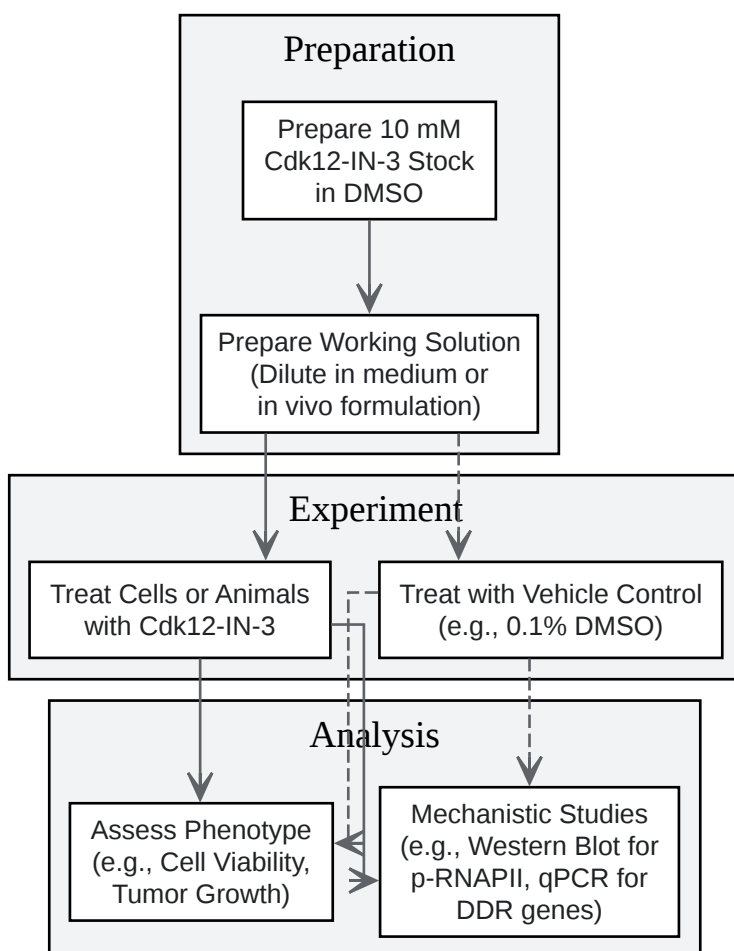 Preparation
Prepare 10 mM
Cdk12-IN-3 Stock
in DMSO
Prepare Working Solution
(Dilute in medium or
in vivo formulation)
Experiment
Treat Cells or Animals
with Cdk12-IN-3
Treat with Vehicle Control
(e.g., 0.1% DMSO)
Analysis
Assess Phenotype
(e.g., Cell Viability,
Tumor Growth)
Mechanistic Studies
(e.g., Western Blot for
p-RNAPII, qPCR for
DDR genes)